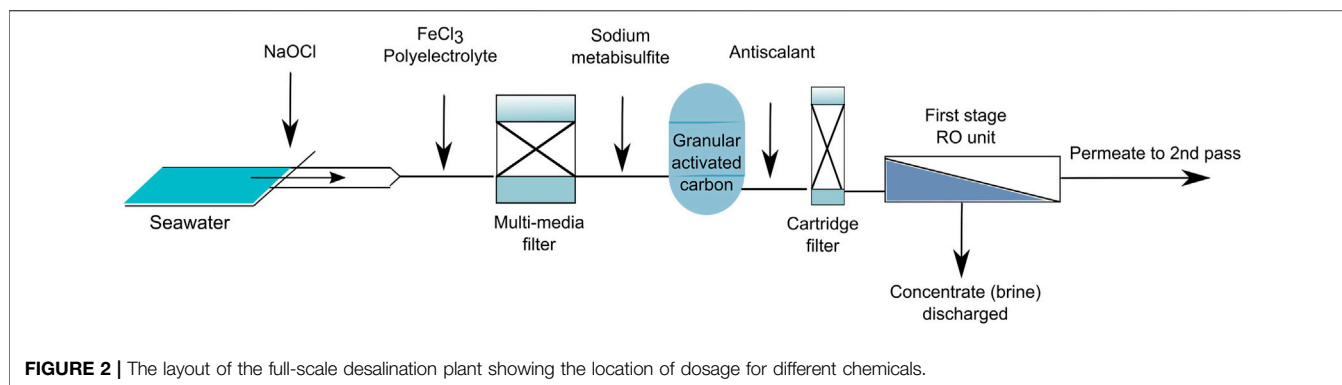 NaOCl
FeCl3
Polyelectrolyte
Sodium
metabisulfite
Antiscalant
First stage
RO unit
Granular
activated
carbon
Permeate to 2nd pass
Seawater
Multi-media
filter
Cartridge
filter
Concentrate (brine)
discharged
FIGURE 2 | The layout of the full-scale desalination plant showing the location of dosage for different chemicals.